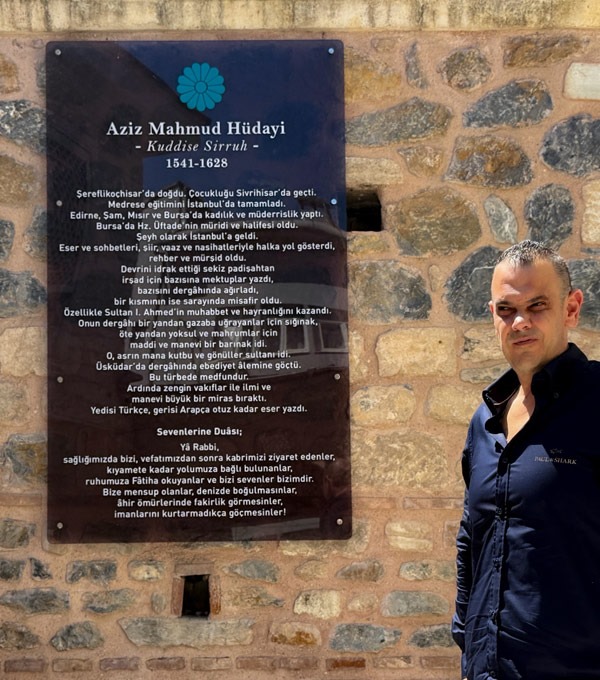 Aziz Mahmud Hüdayi
- Kuddise Sirruh -
1541-1628
Şereflikoçhisar'da doğdu. Çocukluğu Sivrihisar'da geçti.
Medrese eğitimini İstanbul'da tamamladı.
Edirne, Şam, Mısır ve Bursa'da kadılık ve müderrislik yaptı.
Bursa'da Hz. Üftade'nin müridi ve halifesi oldu.
Şeyh olarak İstanbul'a geldi.
Eser ve sohbetleri, şiir, vaaz ve nasihatleriyle halka yol gösterdi,
rehber ve mürşid oldu.
Devrini idrak ettiği sekiz padişahtan
irşad için bazısına mektuplar yazdı,
bazısını dergâhında ağırladı,
bir kısmının ise sarayında misafir oldu.
Özellikle Sultan I. Ahmed'in muhabbet ve hayranlığını kazandı.
Onun dergâhı bir yandan gazaba uğrayanlar için sığınak,
öte yandan yoksul ve mahrumlar için
maddi ve manevi bir barınak idi.
O, asrın mana kutbu ve gönüller sultanı idi.
Üsküdar'da dergâhında ebediyet âlemine göçtü.
Bu türbede medfundur.
Ardında zengin vakıflar ile ilmi ve
manevi büyük bir miras bıraktı.
Yedisi Türkçe, gerisi Arapça otuz kadar eser yazdı.
Sevenlerine Duâsı;
Yâ Rabbi,
sağlığımızda bizi, vefatımızdan sonra kabrimizi ziyaret edenler,
kıyamete kadar yolumuza bağlı bulunanlar,
ruhumuza Fâtiha okuyanlar ve bizi sevenler bizimdir.
Bize mensup olanlar, denizde boğulmasınlar,
âhir ömürlerinde fakirlik görmesinler,
imanlarını kurtarmadıkça göçmesinler!
PAUL & SHARK